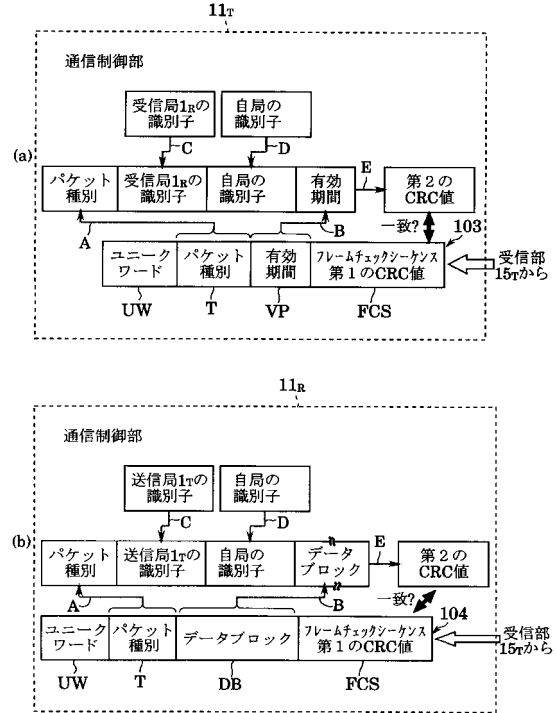 11T
通信制御部
受信局1Rの
識別子
自局の
識別子
C
D
(a)
パケット
種別
受信局1Rの
識別子
自局の
識別子
有効
期間
E
第2の
CRC値
A
B
一致?
103
ユニーク
ワード
パケット
種別
有効
期間
フレームチェックシーケンス
第1のCRC値
受信部
15Tから
UW
T
VP
FCS
11R
通信制御部
送信局1Tの
識別子
自局の
識別子
C
D
(b)
パケット
種別
送信局1Tの
識別子
自局の
識別子
データ
ブロック
E
第2の
CRC値
A
B
一致?
104
ユニーク
ワード
パケット
種別
データブロック
フレームチェックシーケンス
第1のCRC値
受信部
15Tから
UW
T
DB
FCS